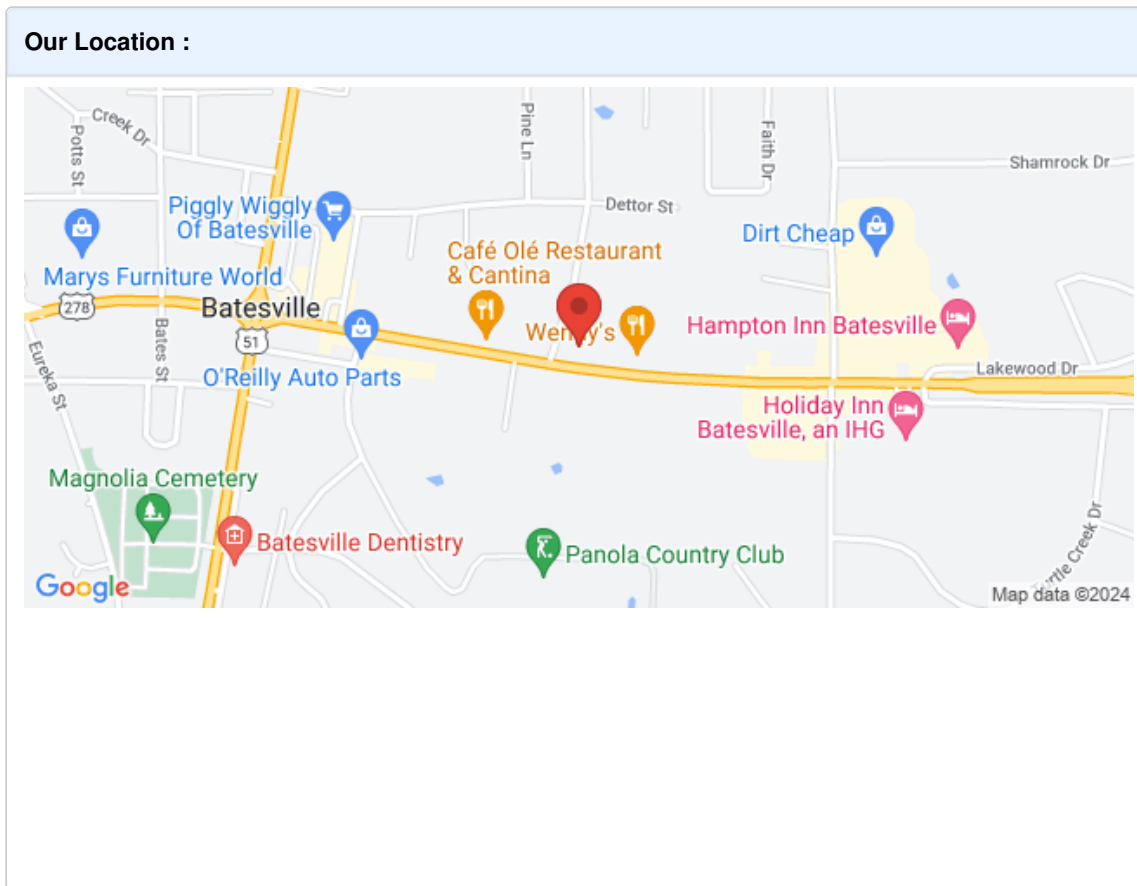 Our Location :
Creek Dr
Potts St
Pine Ln
Faith Dr
Shamrock Dr
Piggly Wiggly
Of Batesville
Dettor St
Dirt Cheap
Café Olé Restaurant
& Cantina
Marys Furniture World
278
Batesville
Wendy's
Hampton Inn Batesville
51
Bates St
Eureka St
O'Reilly Auto Parts
Lakewood Dr
Holiday Inn
Batesville, an IHG
Magnolia Cemetery
Batesville Dentistry
Panola Country Club
Turtle Creek Dr
Google
Map data ©2024